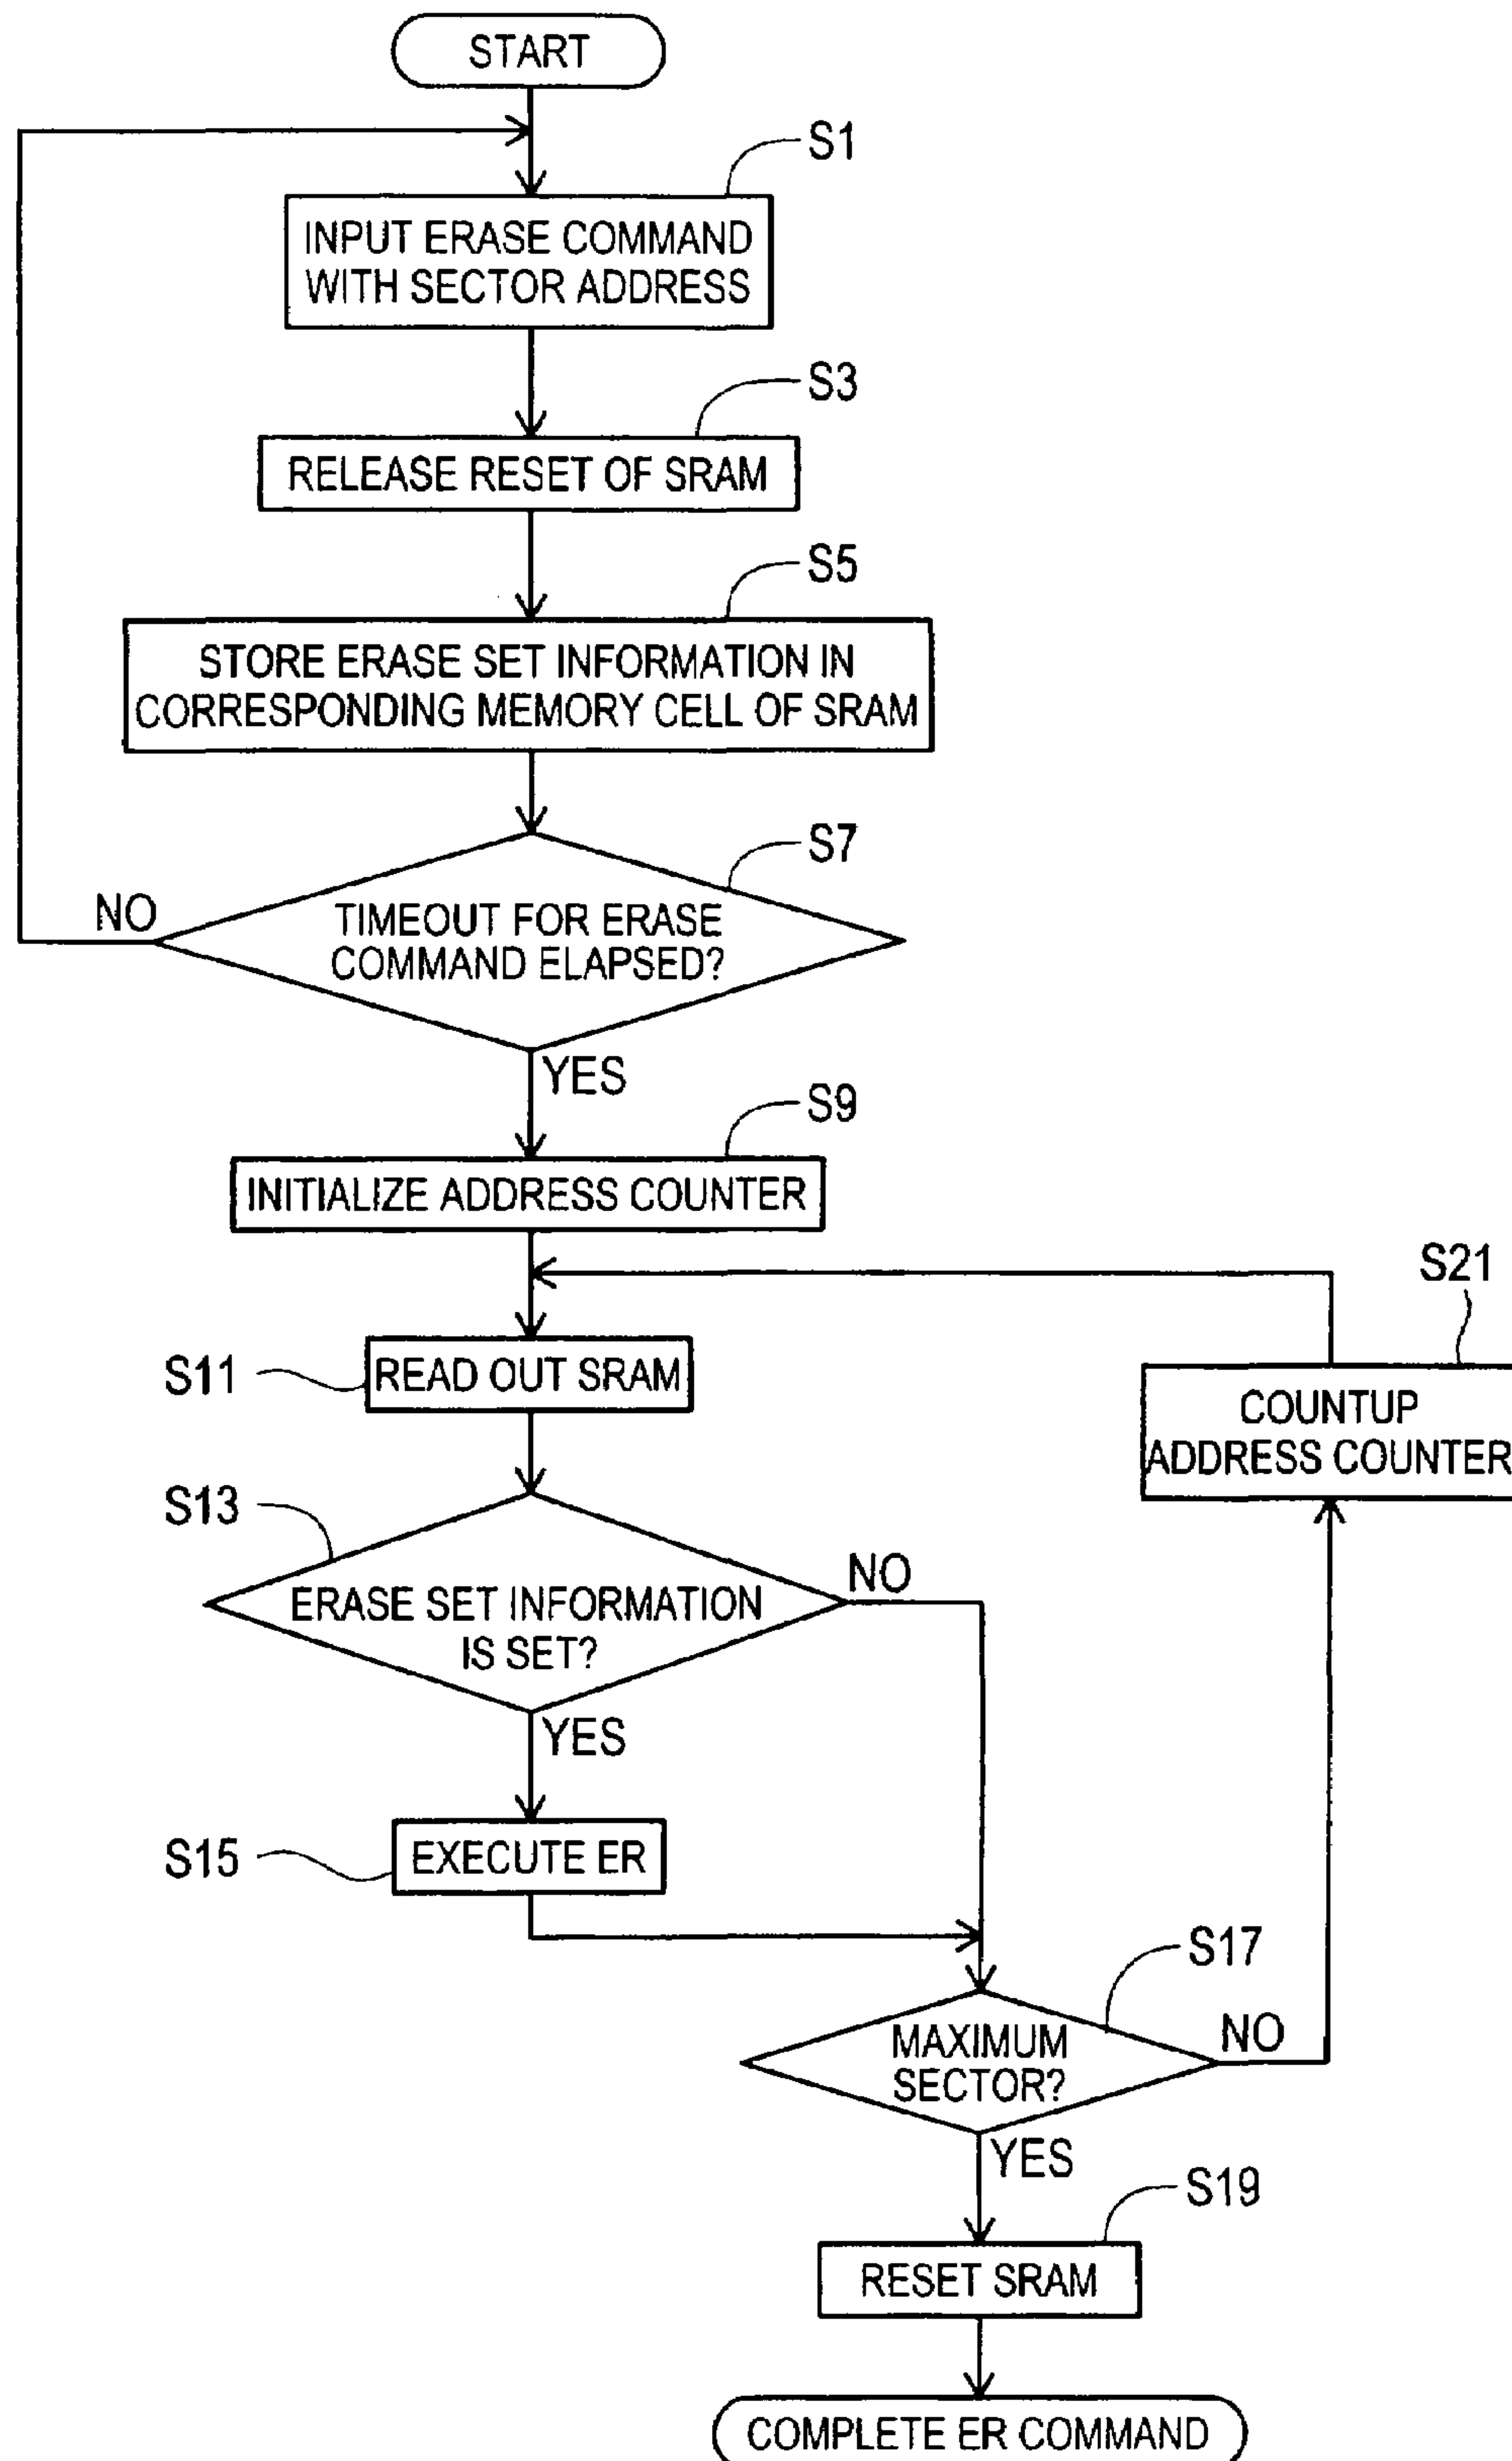 START
S1
INPUT ERASE COMMAND
WITH SECTOR ADDRESS
S3
RELEASE RESET OF SRAM
S5
STORE ERASE SET INFORMATION IN
CORRESPONDING MEMORY CELL OF SRAM
S7
NO
TIMEOUT FOR ERASE
COMMAND ELAPSED?
YES
S9
INITIALIZE ADDRESS COUNTER
S21
S11
READ OUT SRAM
COUNTUP
ADDRESS COUNTER
S13
NO
ERASE SET INFORMATION
IS SET?
YES
S15
EXECUTE ER
S17
MAXIMUM
SECTOR?
NO
YES
S19
RESET SRAM
COMPLETE ER COMMAND